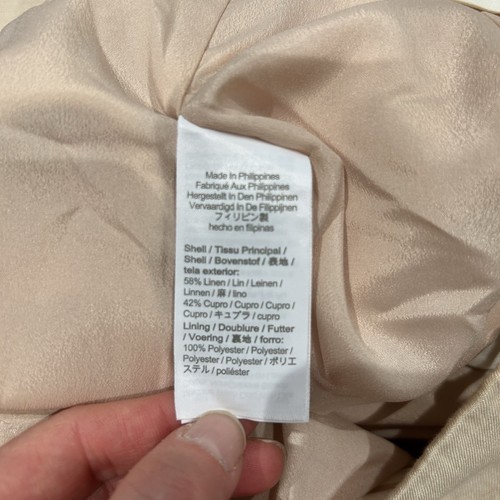 Made In Philippines
Fabriqué Aux Philippines
Hergestellt In Den Philippinen
Vervaardigd In De Filippijnen
フィリピン製
hecho en filipinas
Shell / Tissu Principal /
Shell / Bovenstof / 表地 /
tela exterior:
58% Linen / Lin / Leinen /
Linnen / 麻 / lino
42% Cupro / Cupro / Cupro /
Cupro / キュプラ / cupro
Lining / Doublure / Futter
/ Voering / 裏地 / forro:
100% Polyester / Polyester /
Polyester / Polyester / ポリエ
ステル / poliéster